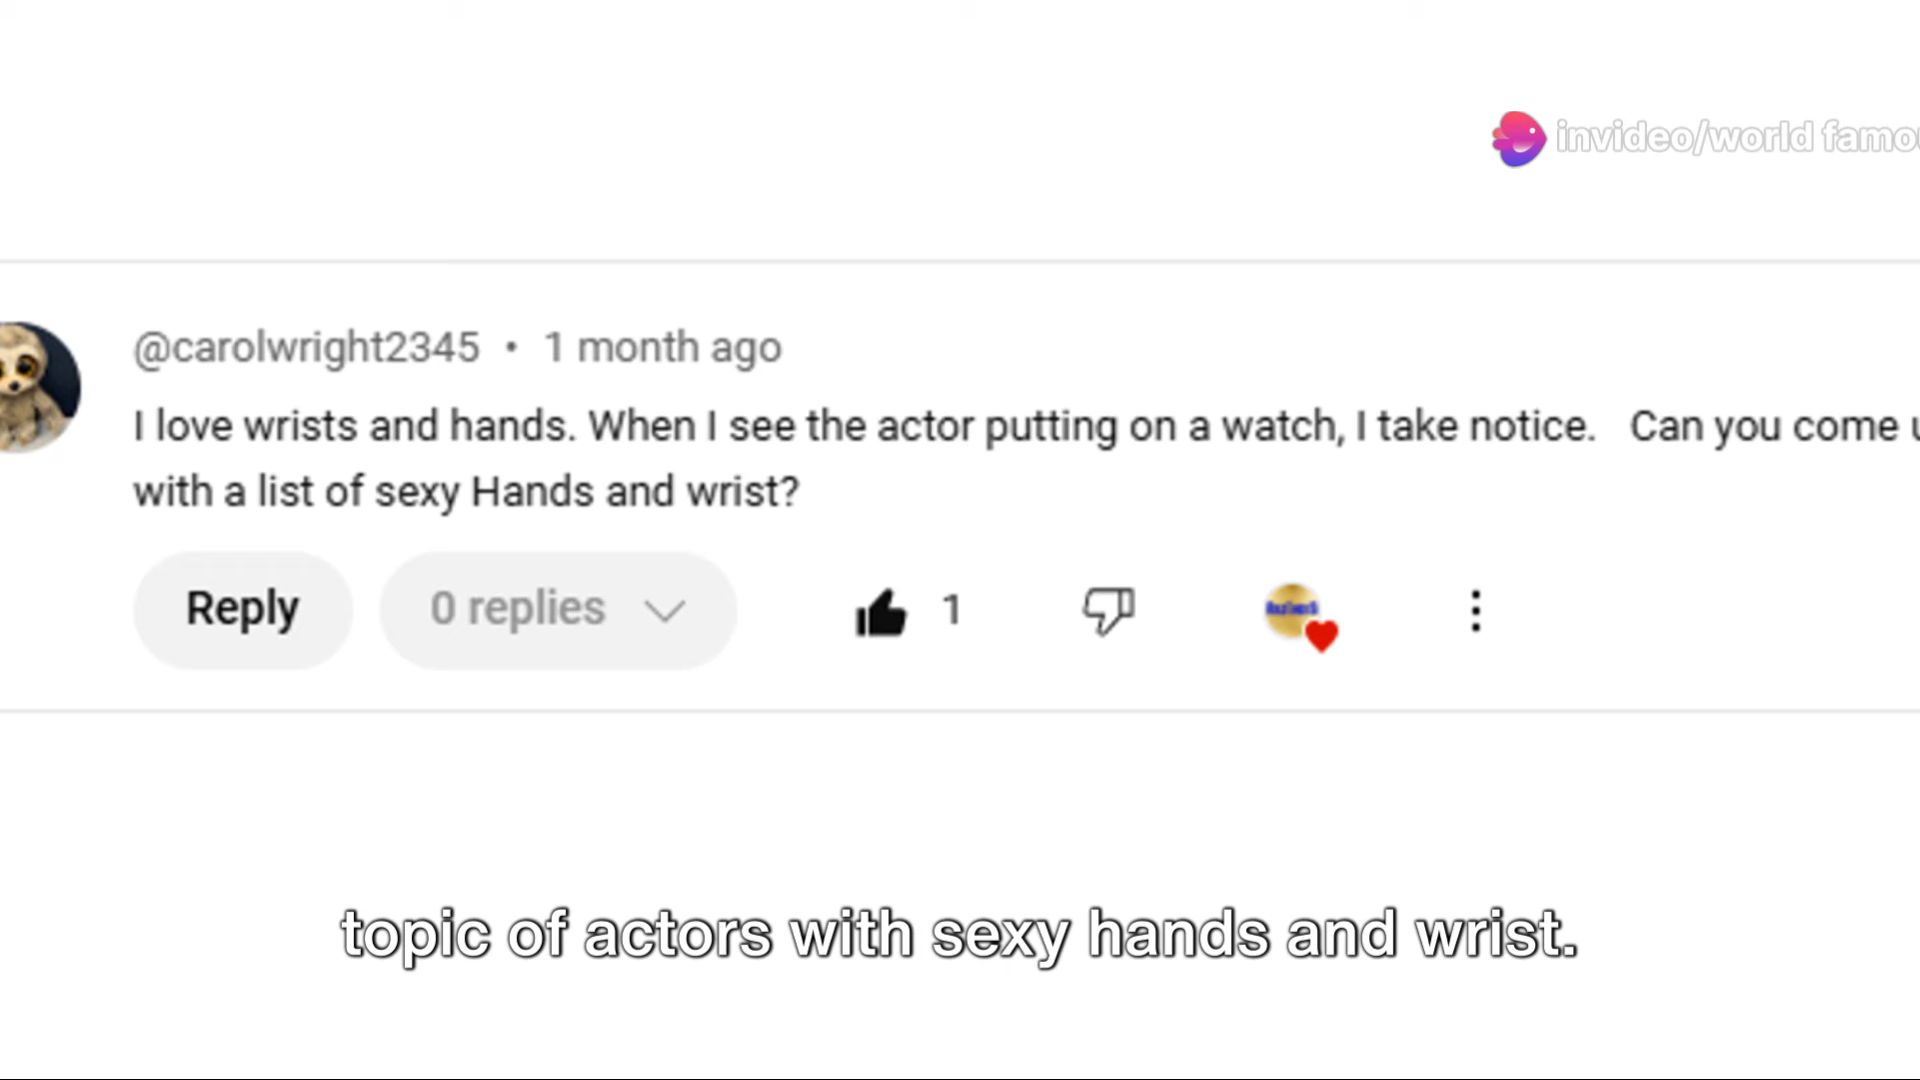 invideo/world famo
@carolwright2345 • 1 month ago
I love wrists and hands. When I see the actor putting on a watch, I take notice. Can you come u
with a list of sexy Hands and wrist?
Reply
0 replies
1
topic of actors with sexy hands and wrist.